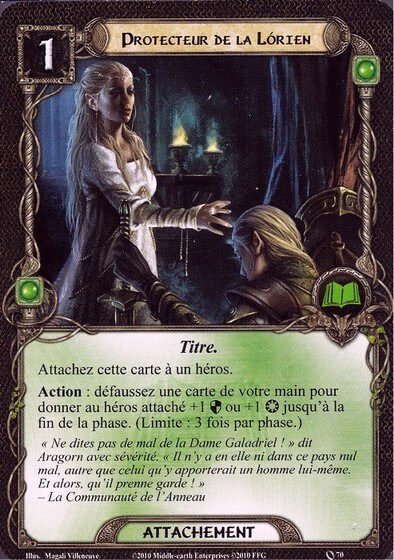 1
PROTECTEUR DE LA LÓRIEN
Titre.
Attachez cette carte à un héros.
Action : défaussez une carte de votre main pour
donner au héros attaché +1 ou +1 jusqu'à la
fin de la phase. (Limite : 3 fois par phase.)
« Ne dites pas de mal de la Dame Galadriel ! » dit
Aragorn avec sévérité. « Il n'y a en elle ni dans ce pays nul
mal, autre que celui qu'y apporterait un homme lui-même.
Et alors, qu'il prenne garde ! »
– La Communauté de l'Anneau
ATTACHEMENT
Illus. Magali Villeneuve ©2010 Middle-earth Enterprises ©2010 FFG 70